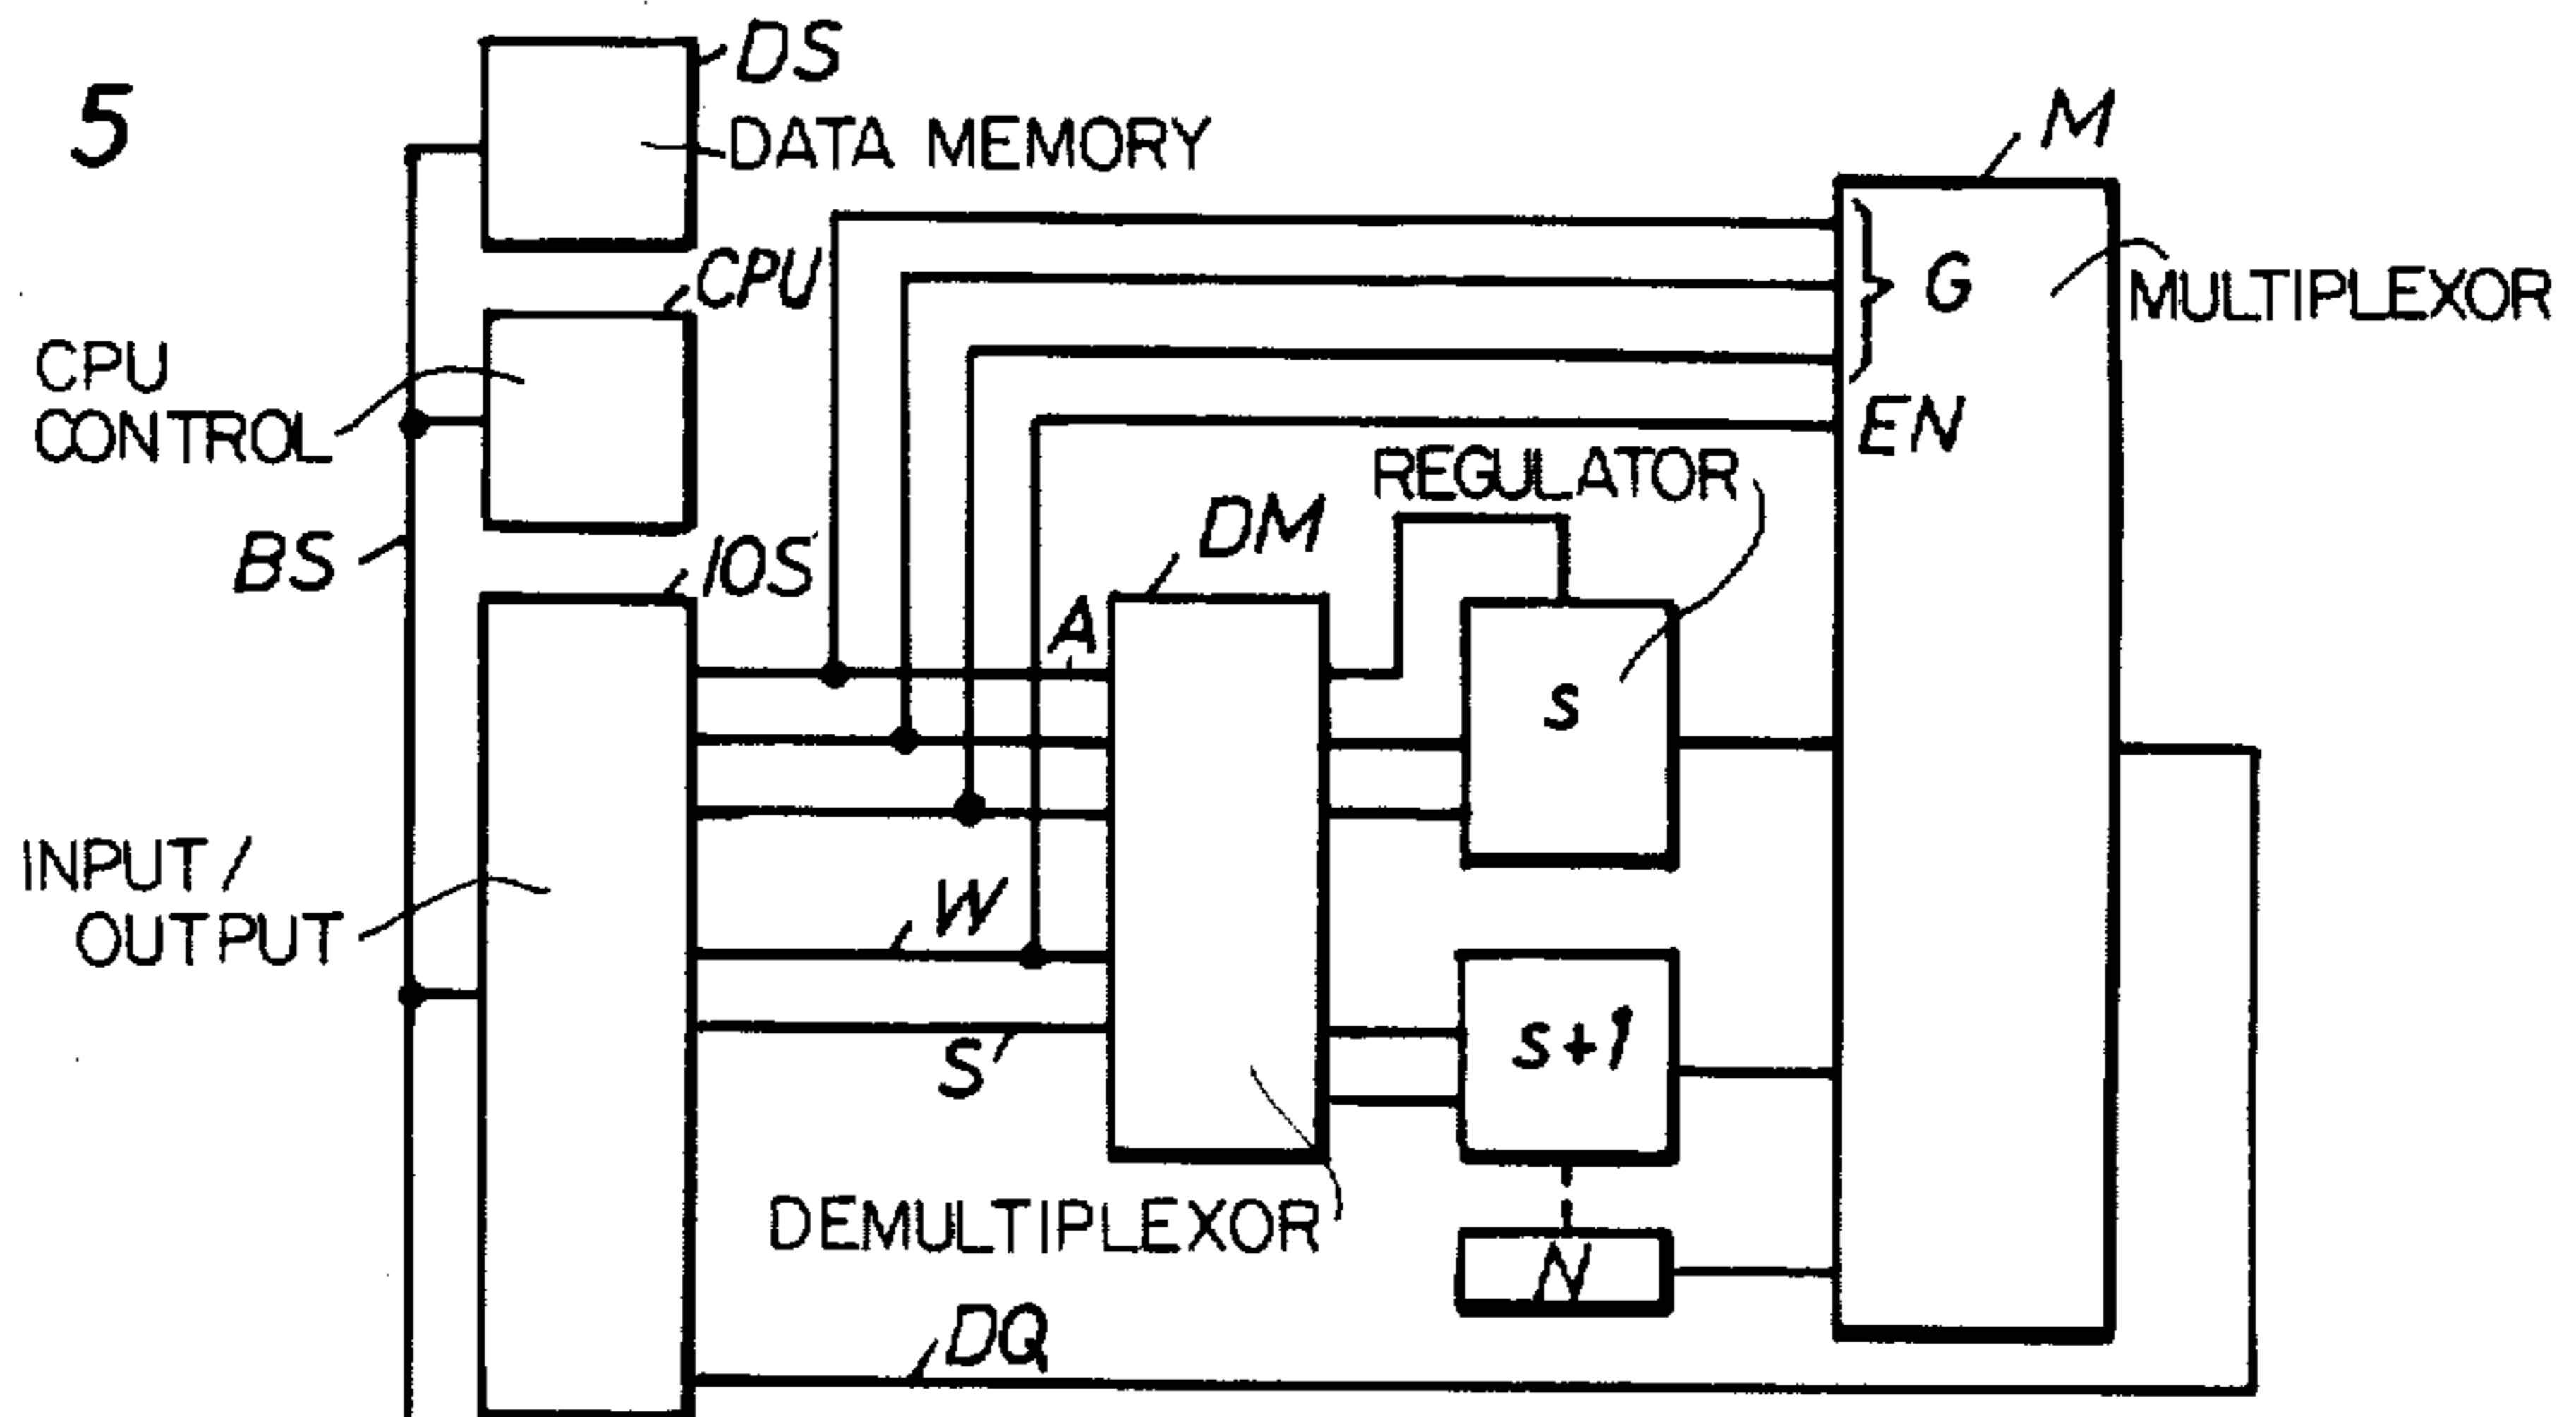 5
DS
DATA MEMORY
M
CPU
G
MULTIPLEXOR
CPU
CONTROL
EN
REGULATOR
BS
IOS
DM
A
s
INPUT/
OUTPUT
W
S
s+1
DEMULTIPLEXOR
N
DQ